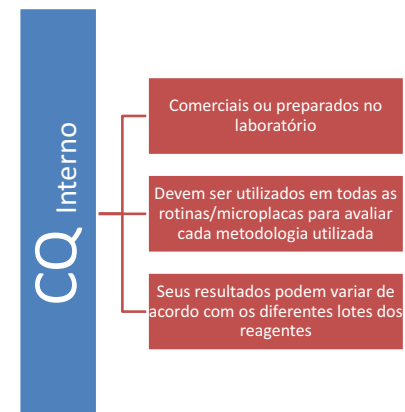 CQ Interno
Comerciais ou preparados no
laboratório
Devem ser utilizados em todas as
rotinas/microplacas para avaliar
cada metodologia utilizada
Seus resultados podem variar de
acordo com os diferentes lotes dos
reagentes